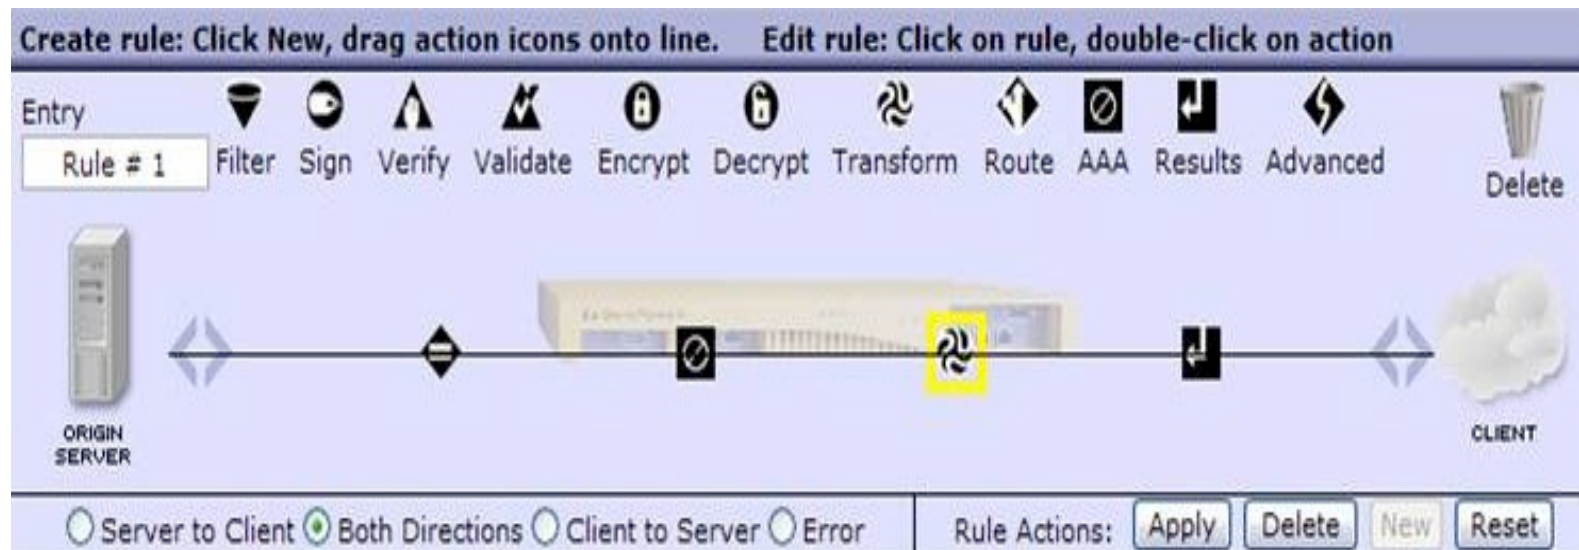 Create rule: Click New, drag action icons onto line. Edit rule: Click on rule, double-click on action
Entry
Rule # 1
Filter Sign Verify Validate Encrypt Decrypt Transform Route AAA Results Advanced
Delete
ORIGIN
SERVER
CLIENT
Server to Client Both Directions Client to Server Error
Rule Actions: Apply Delete New Reset